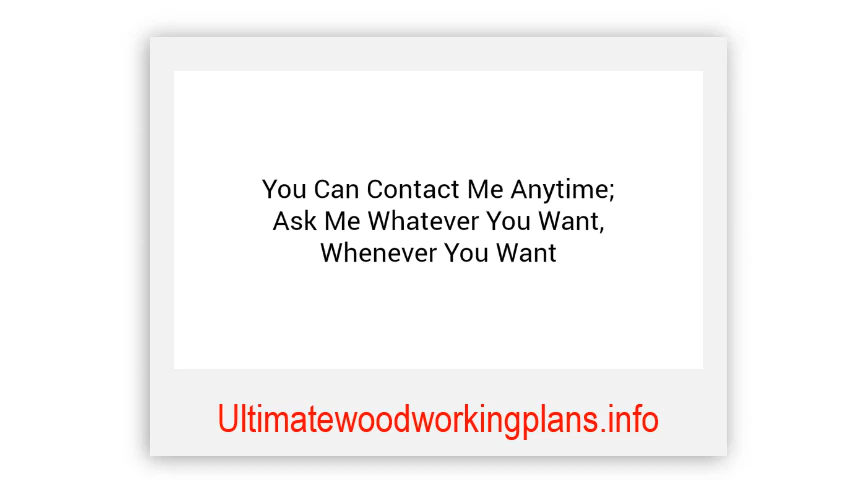 You Can Contact Me Anytime;
Ask Me Whatever You Want,
Whenever You Want
Ultimatewoodworkingplans.info